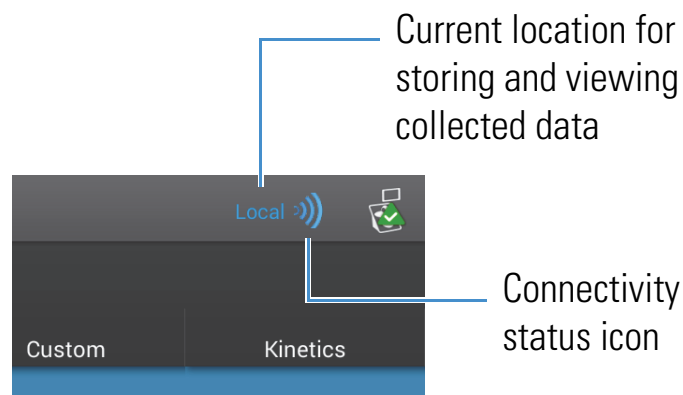 Current location for
storing and viewing
collected data
Local
Connectivity
status icon
Custom
Kinetics